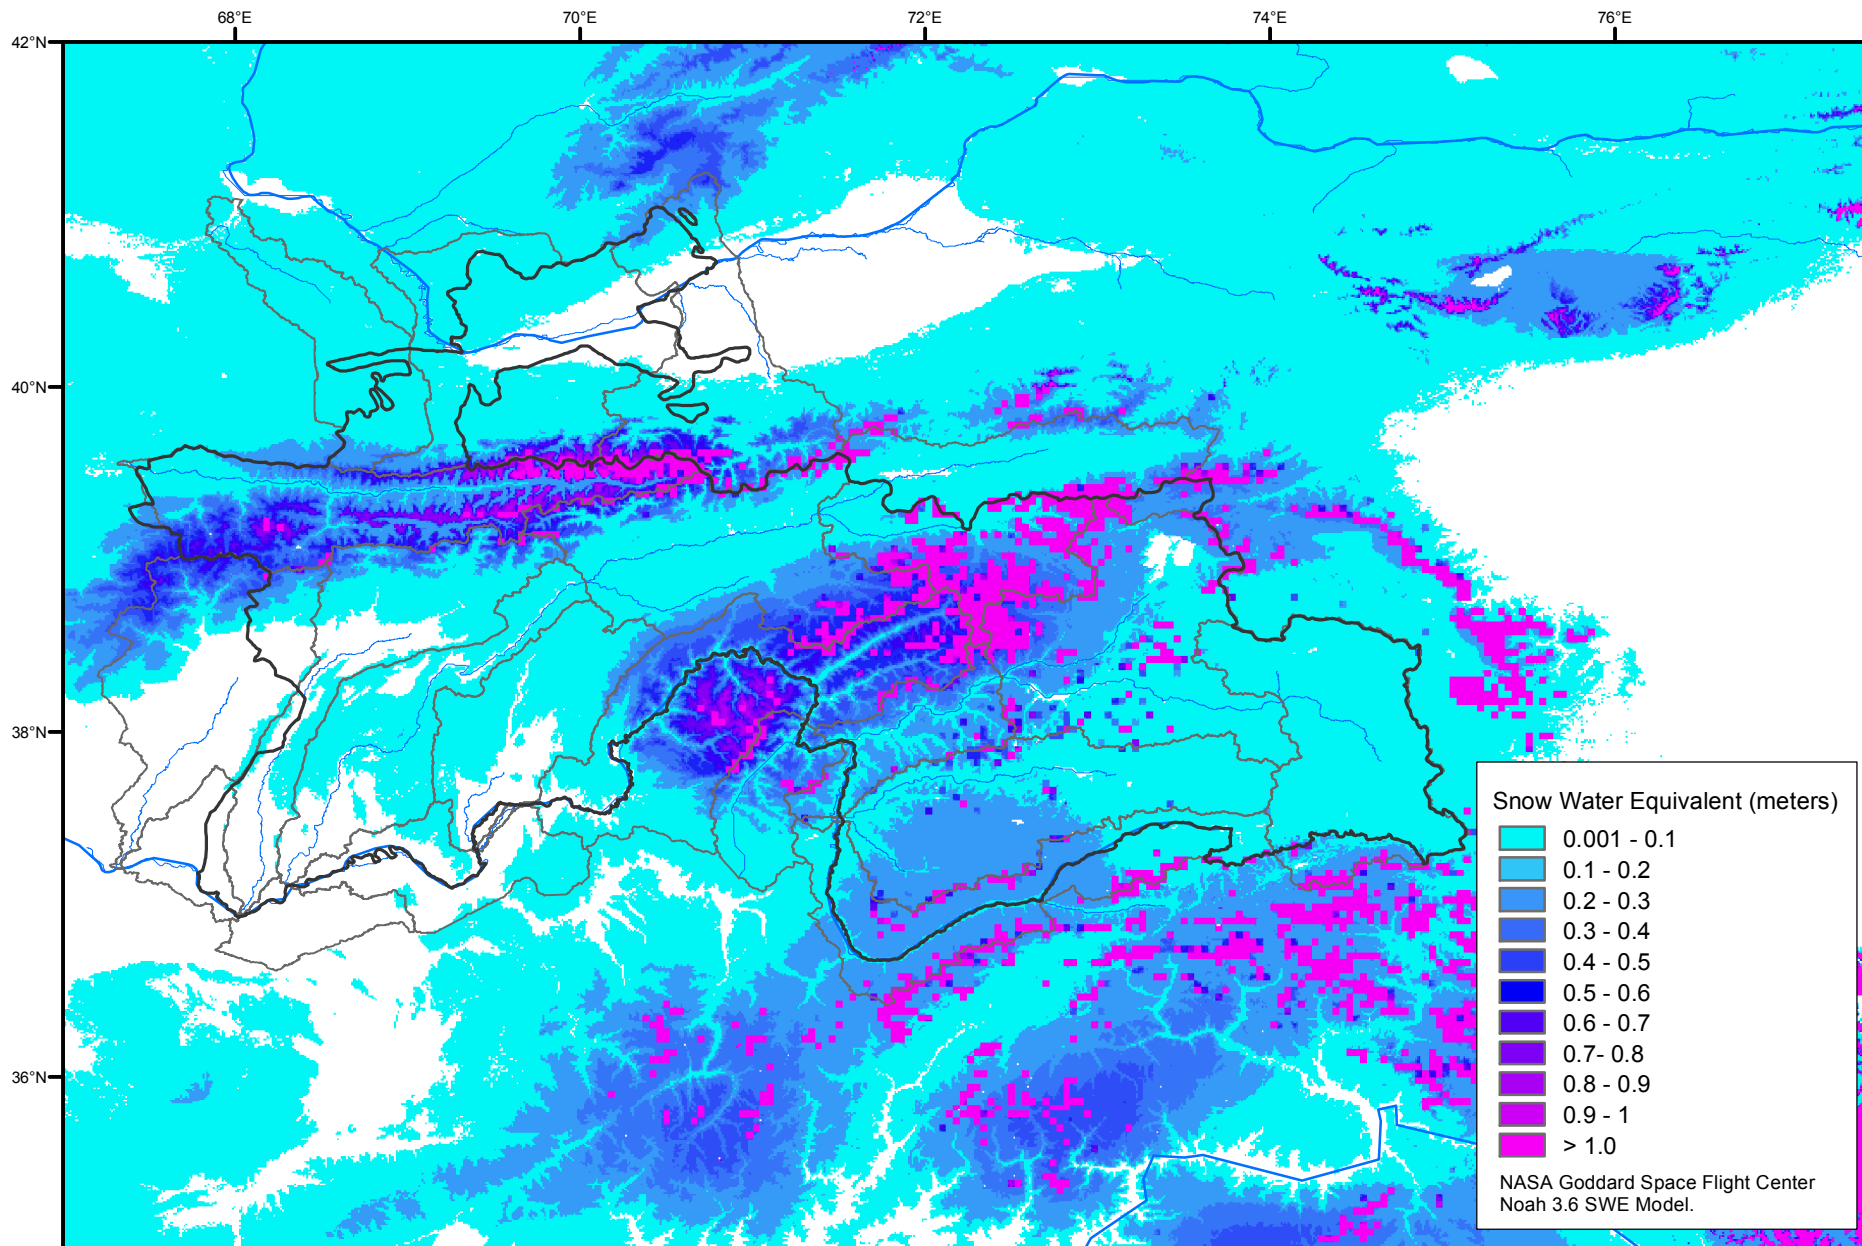 68°E 70°E 72°E 74°E 76°E
42°N
40°N
38°N
36°N
Snow Water Equivalent (meters)
0.001 - 0.1
0.1 - 0.2
0.2 - 0.3
0.3 - 0.4
0.4 - 0.5
0.5 - 0.6
0.6 - 0.7
0.7- 0.8
0.8 - 0.9
0.9 - 1
> 1.0
NASA Goddard Space Flight Center
Noah 3.6 SWE Model.